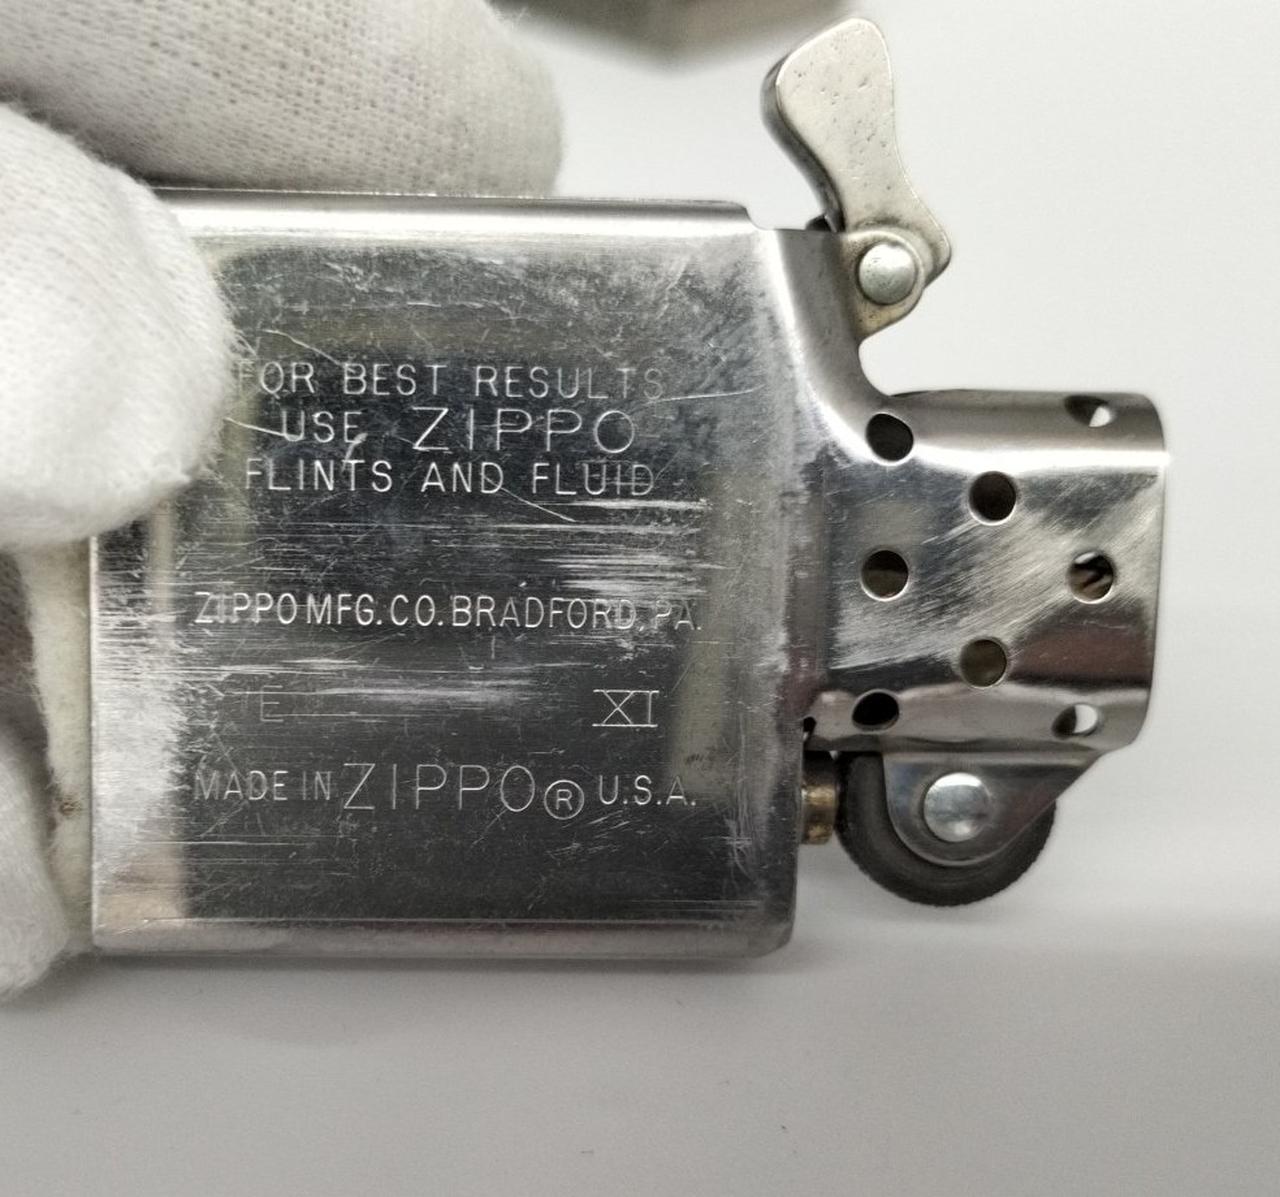 FOR BEST RESULTS
USE ZIPPO
FLINTS AND FLUID
ZIPPO MFG. CO. BRADFORD, PA.
E XI
MADE IN ZIPPO® U.S.A.